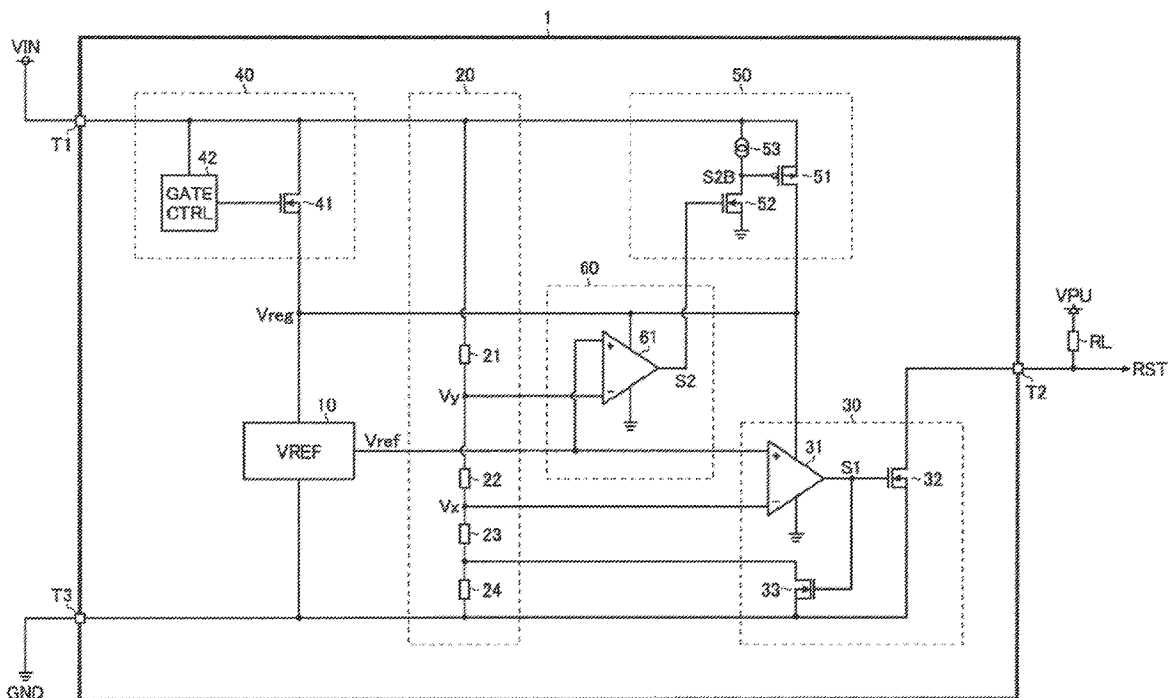 1
VIN
40
20
50
T1
42
GATE
CTRL
41
53
S2B
51
52
60
VPU
Vreg
61
RL
21
S2
RST
T2
Vy
10
30
VREF
Vref
31
S1
22
32
Vx
23
T3
24
33
GND
+
−
+
−